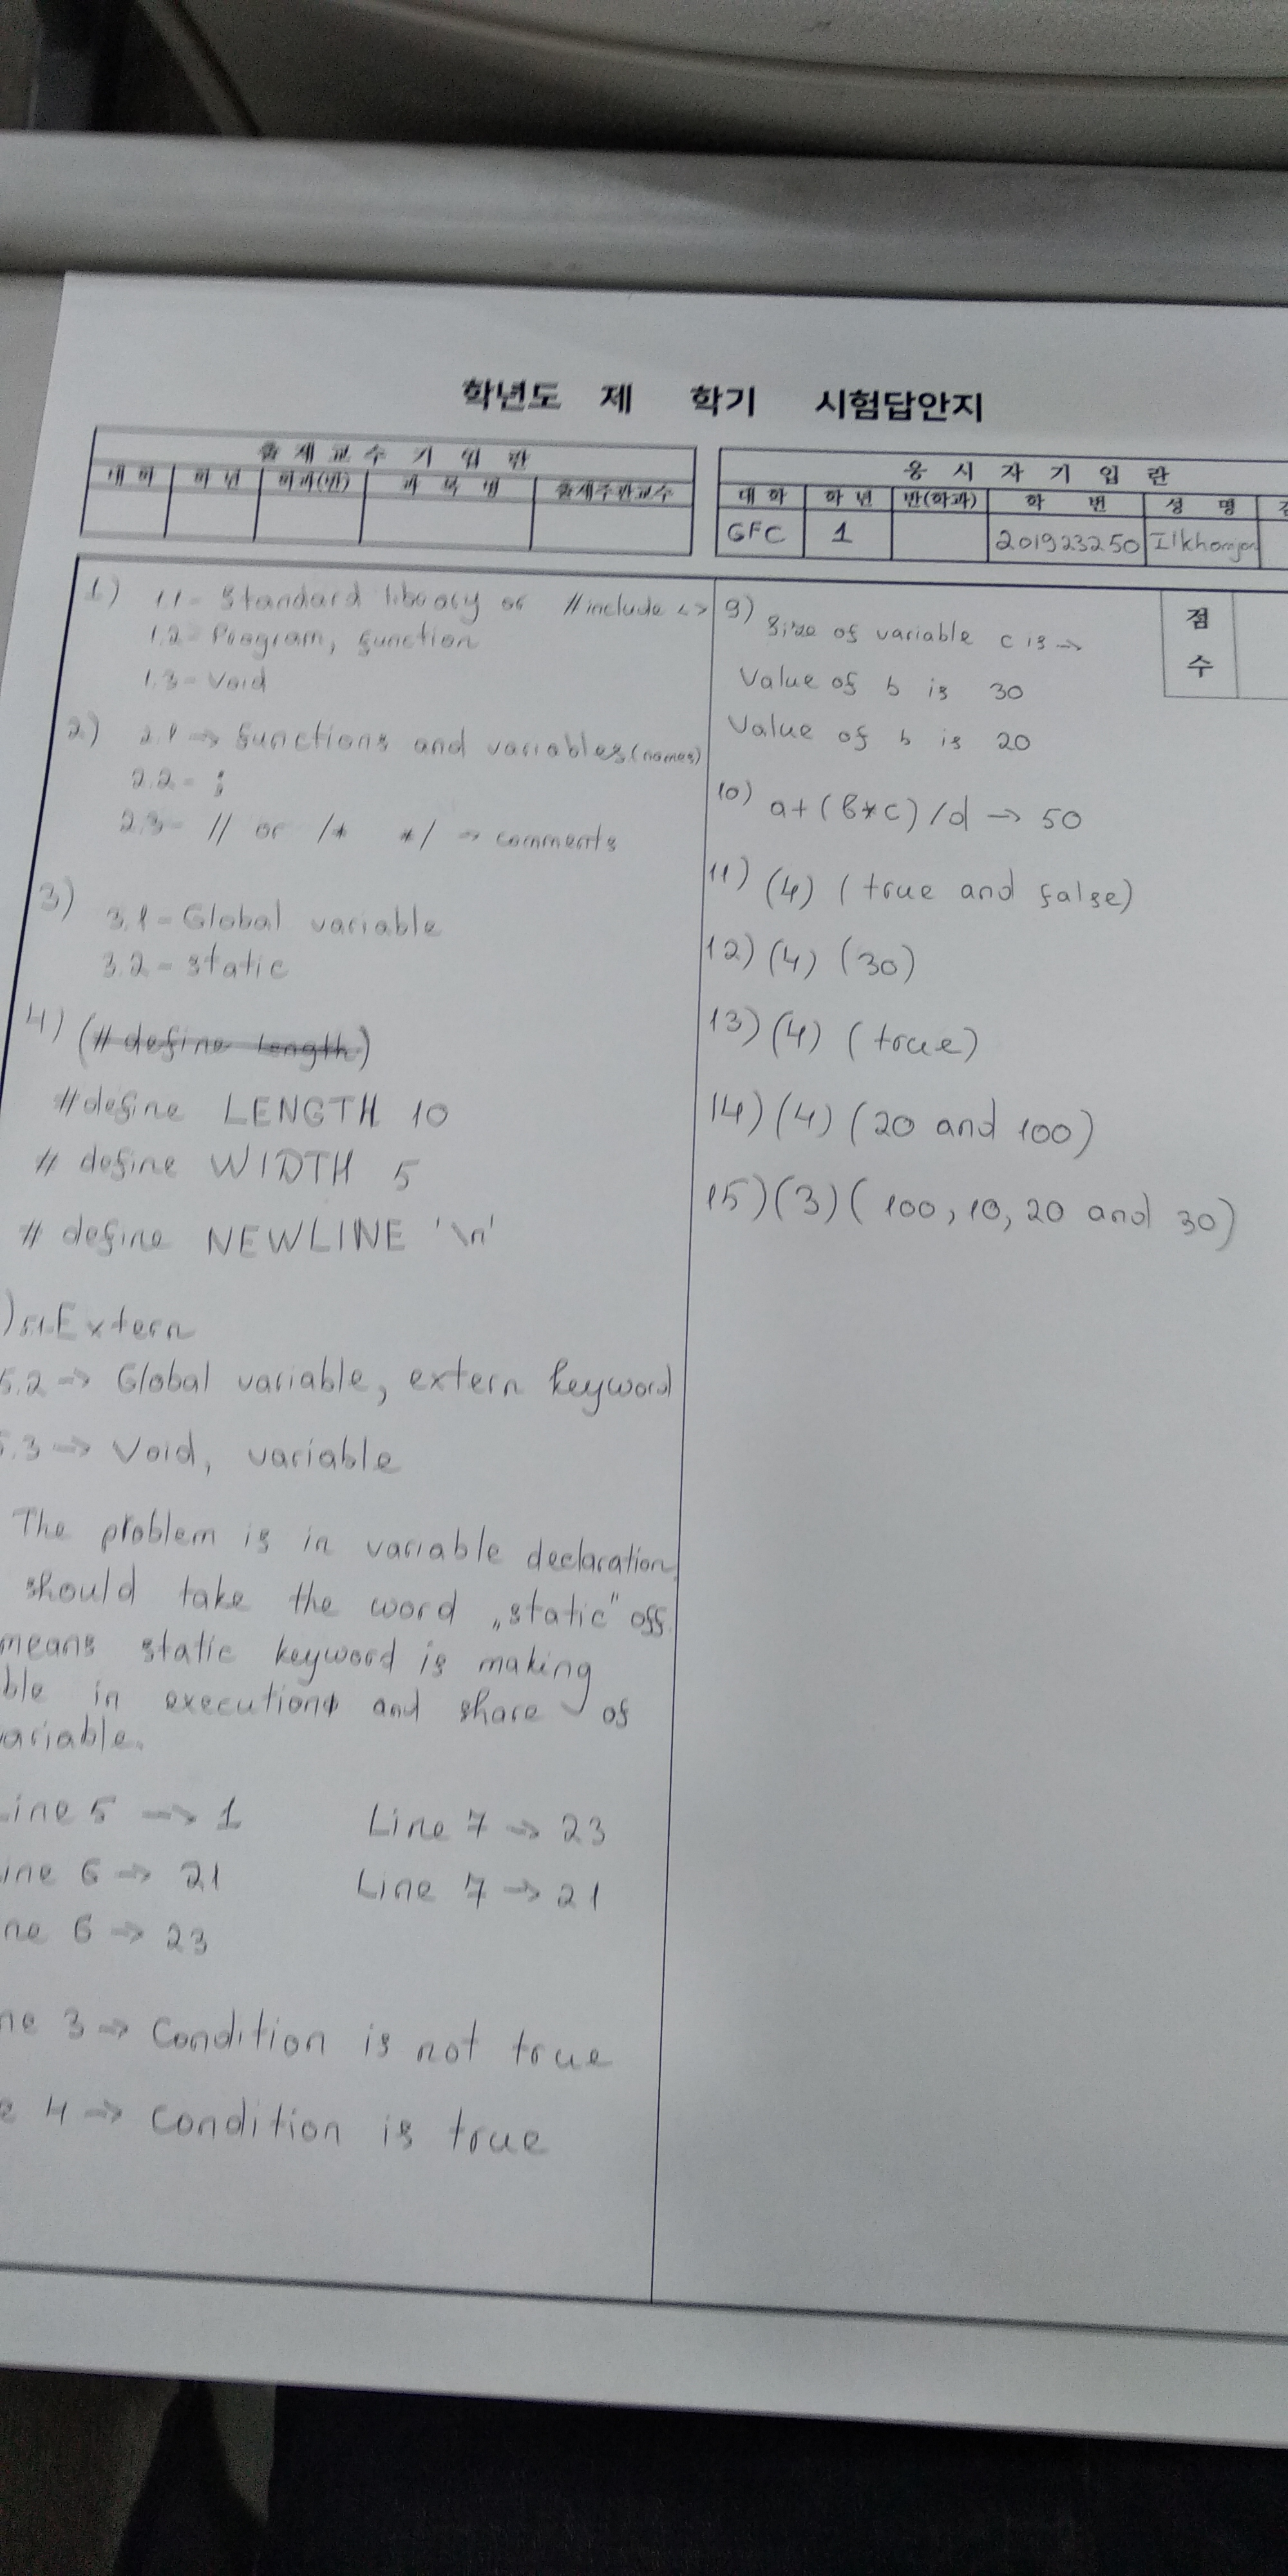 학년도 제 학기 시험답안지
출제교수기입란
대학 학년 학과(반) 과목명 출제주관교수
응시자기입란
대학 학년 반(학과) 학번 성명
GFC 1 201923250 Ilkhomjon
점수
1) 1.1- Standard library or #include <>
1.2- Program, function
1.3- Void
2) 2.1 → functions and variables (names)
2.2- ;
2.3- // or /* */ → comments
3) 3.1- Global variable
3.2- static
4) (# define length)
#define LENGTH 10
# define WIDTH 5
# define NEWLINE '\n'
) 5.1. Extern
5.2 → Global variable, extern keyword
5.3 → Void, variable
The problem is in variable declaration
should take the word „static" off.
means static keyword is making
ble in execution and share of
ariable.
Line 5 → 1 Line 7 → 23
ine 6 → 21 Line 7 → 21
ne 6 → 23
ne 3 → Condition is not true
e 4 → condition is true
9) Size of variable c is →
Value of b is 30
Value of b is 20
10) a+(b*c)/d → 50
11) (4) (true and false)
12) (4) (30)
13) (4) (true)
14) (4) (20 and 100)
15) (3) (100, 10, 20 and 30)